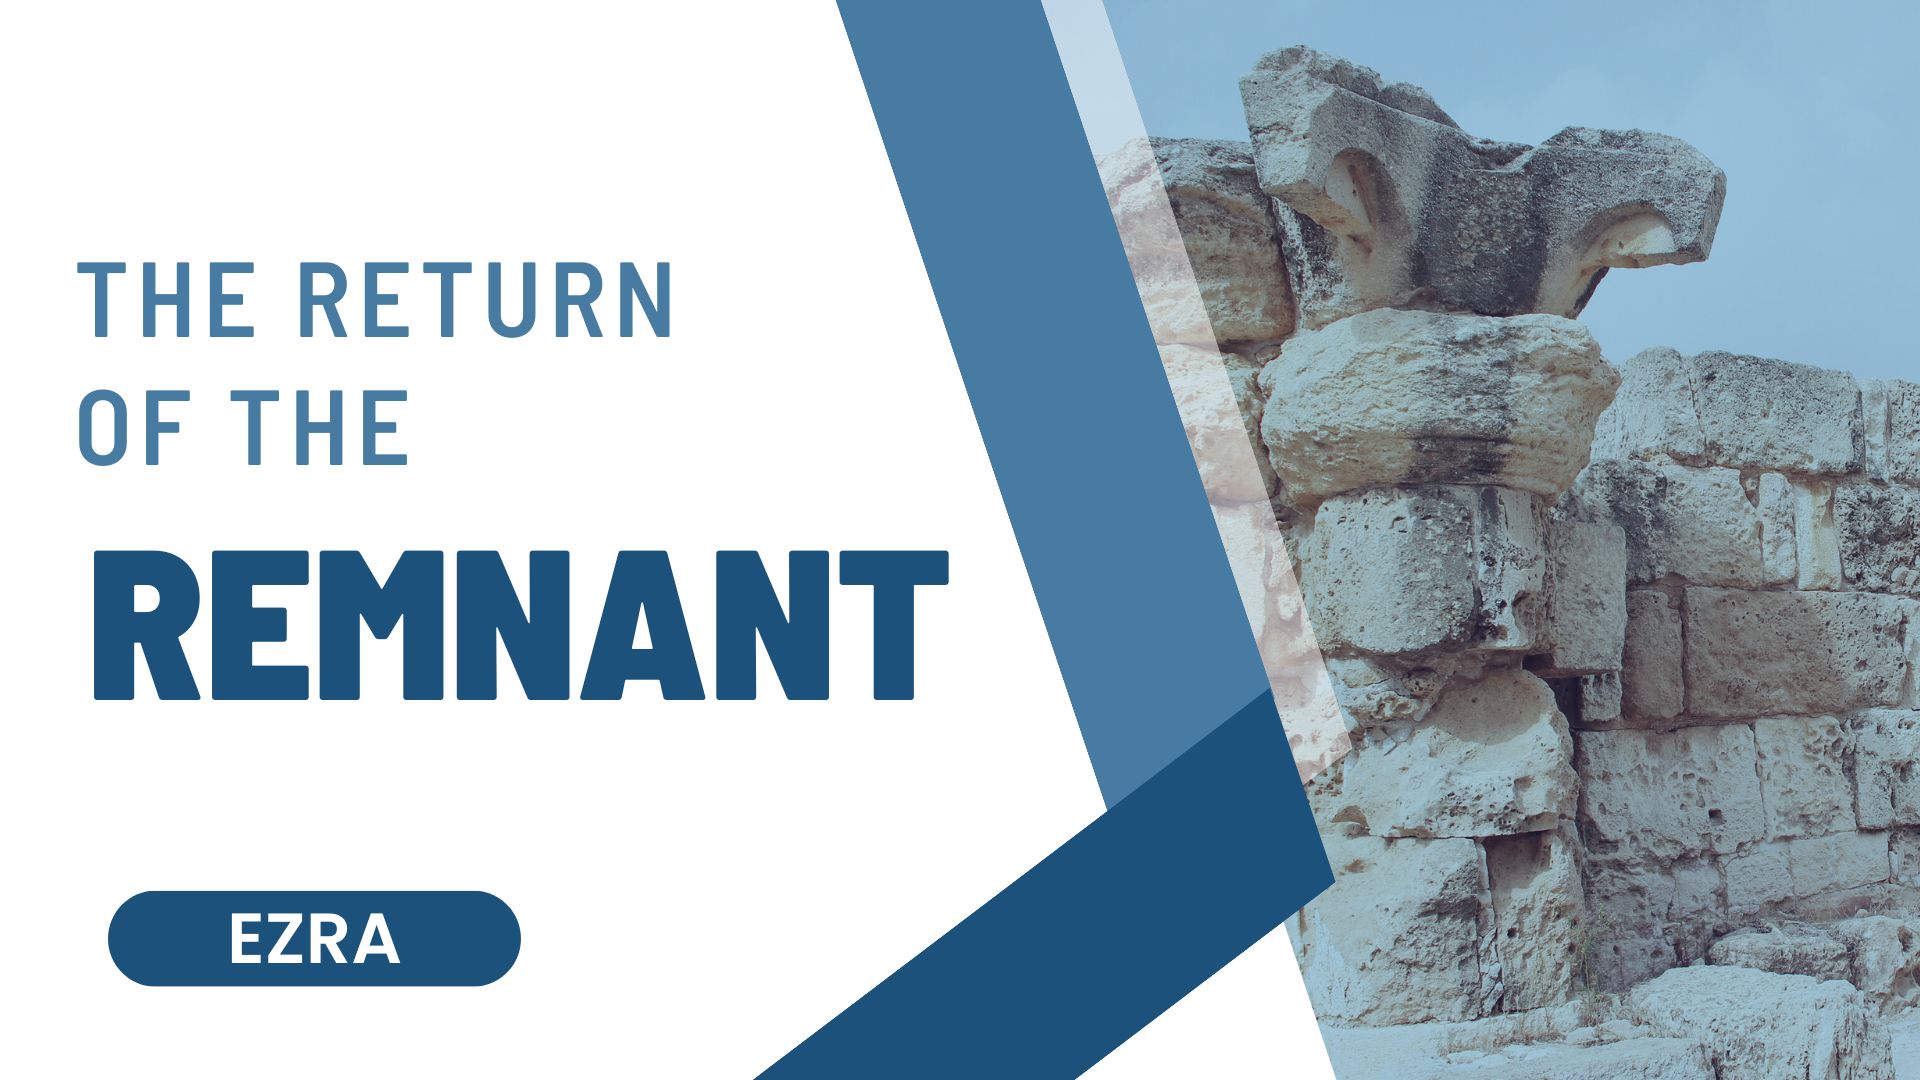 THE RETURN
OF THE
REMNANT
EZRA